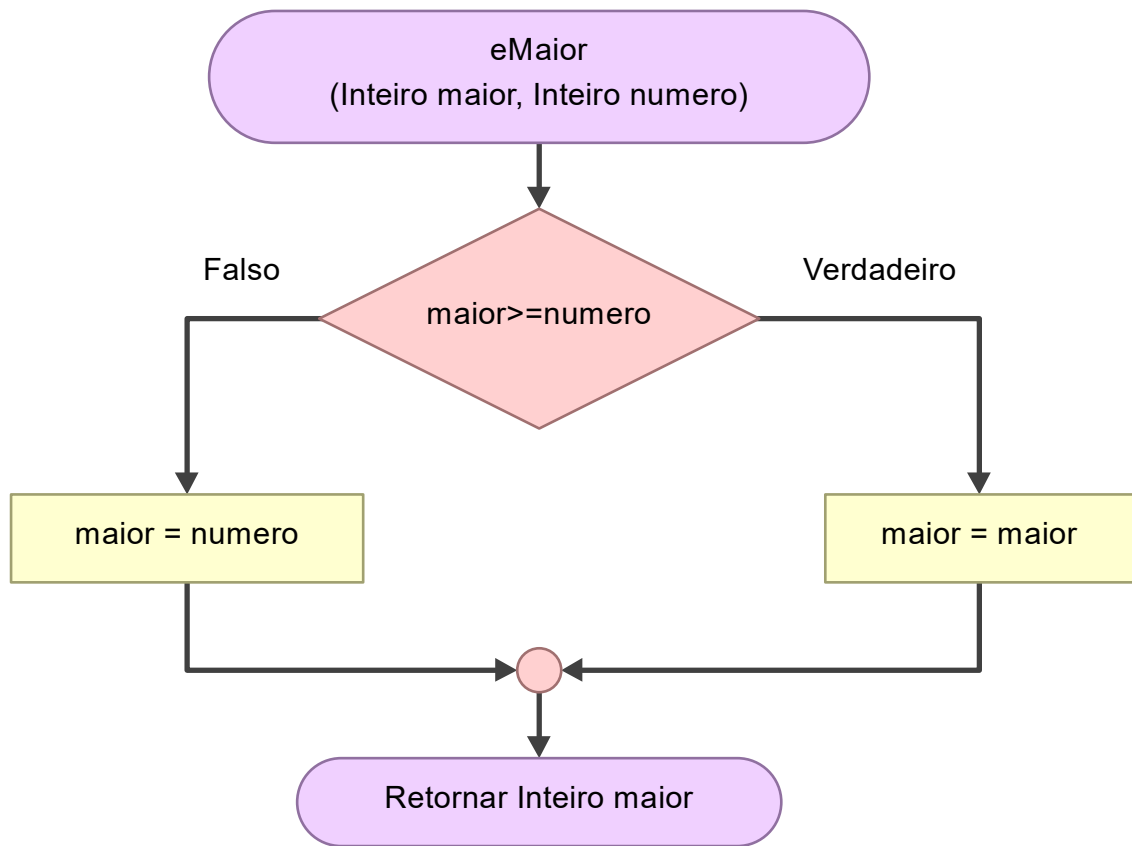 eMaior
(Inteiro maior, Inteiro numero)
Falso
Verdadeiro
maior>=numero
maior = numero
maior = maior
Retornar Inteiro maior